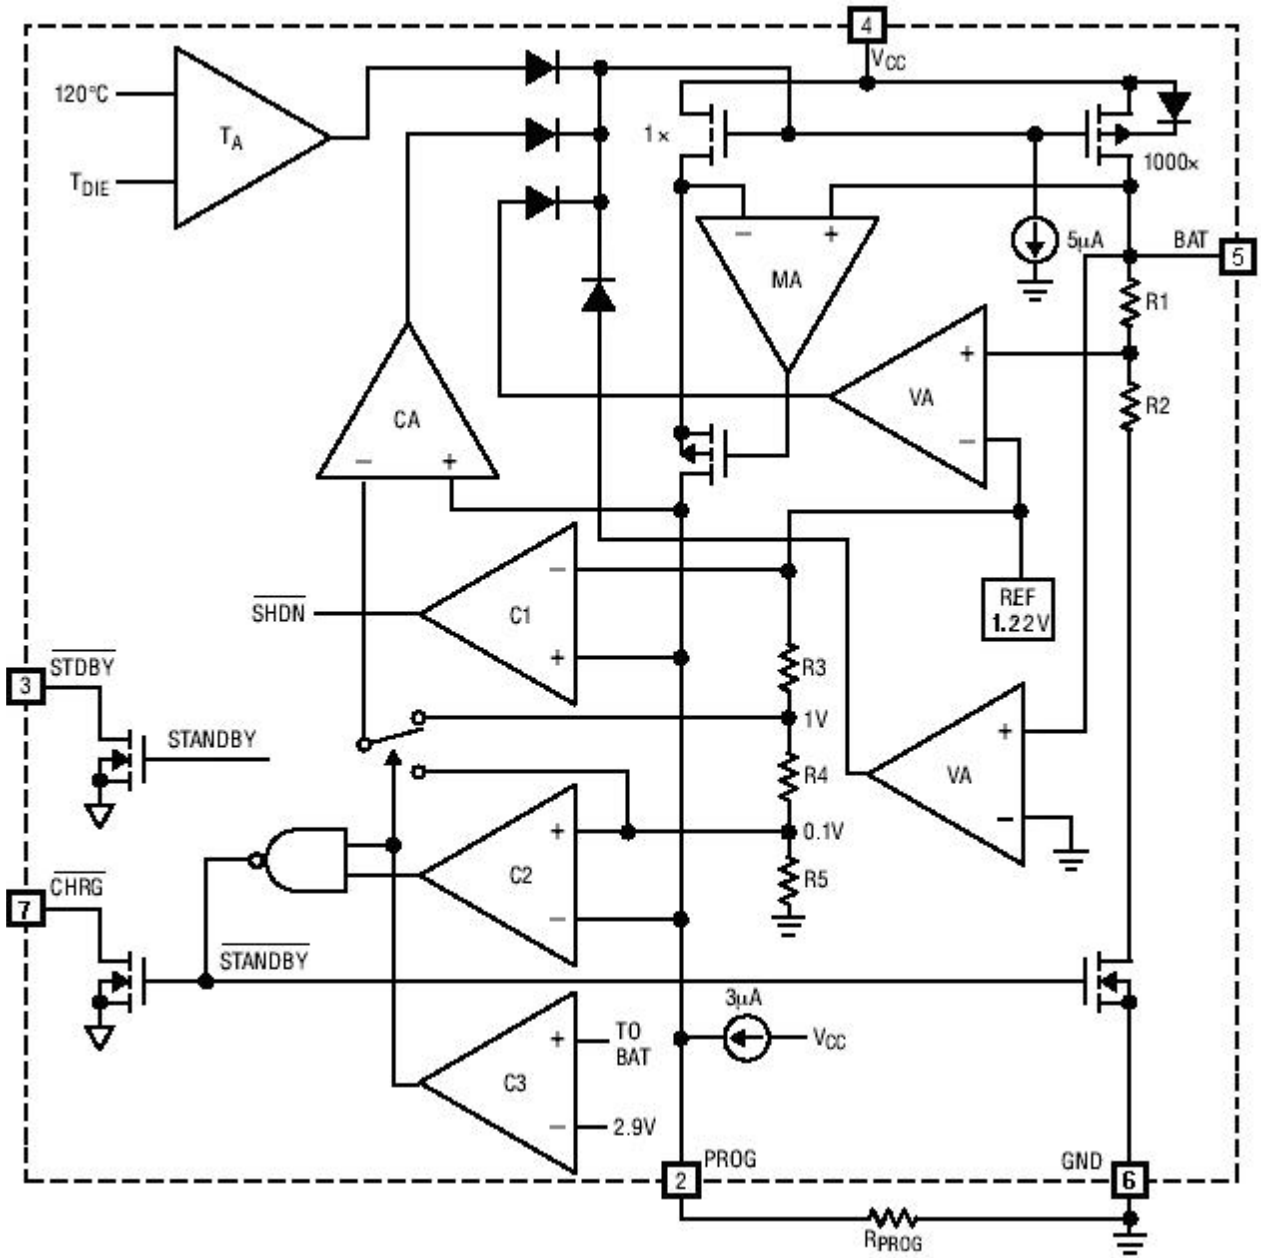 4
VCC
120°C
TA
TDIE
1×
1000×
– +
MA
5µA
BAT
5
R1
+
VA
–
R2
CA
– +
–
C1
+
SHDN
REF
1.22V
R3
STDBY
3
1V
STANDBY
+
VA
–
R4
+
0.1V
C2
R5
–
CHRG
7
STANDBY
3µA
VCC
+
TO
BAT
C3
–
2.9V
PROG
2
GND
6
RPROG